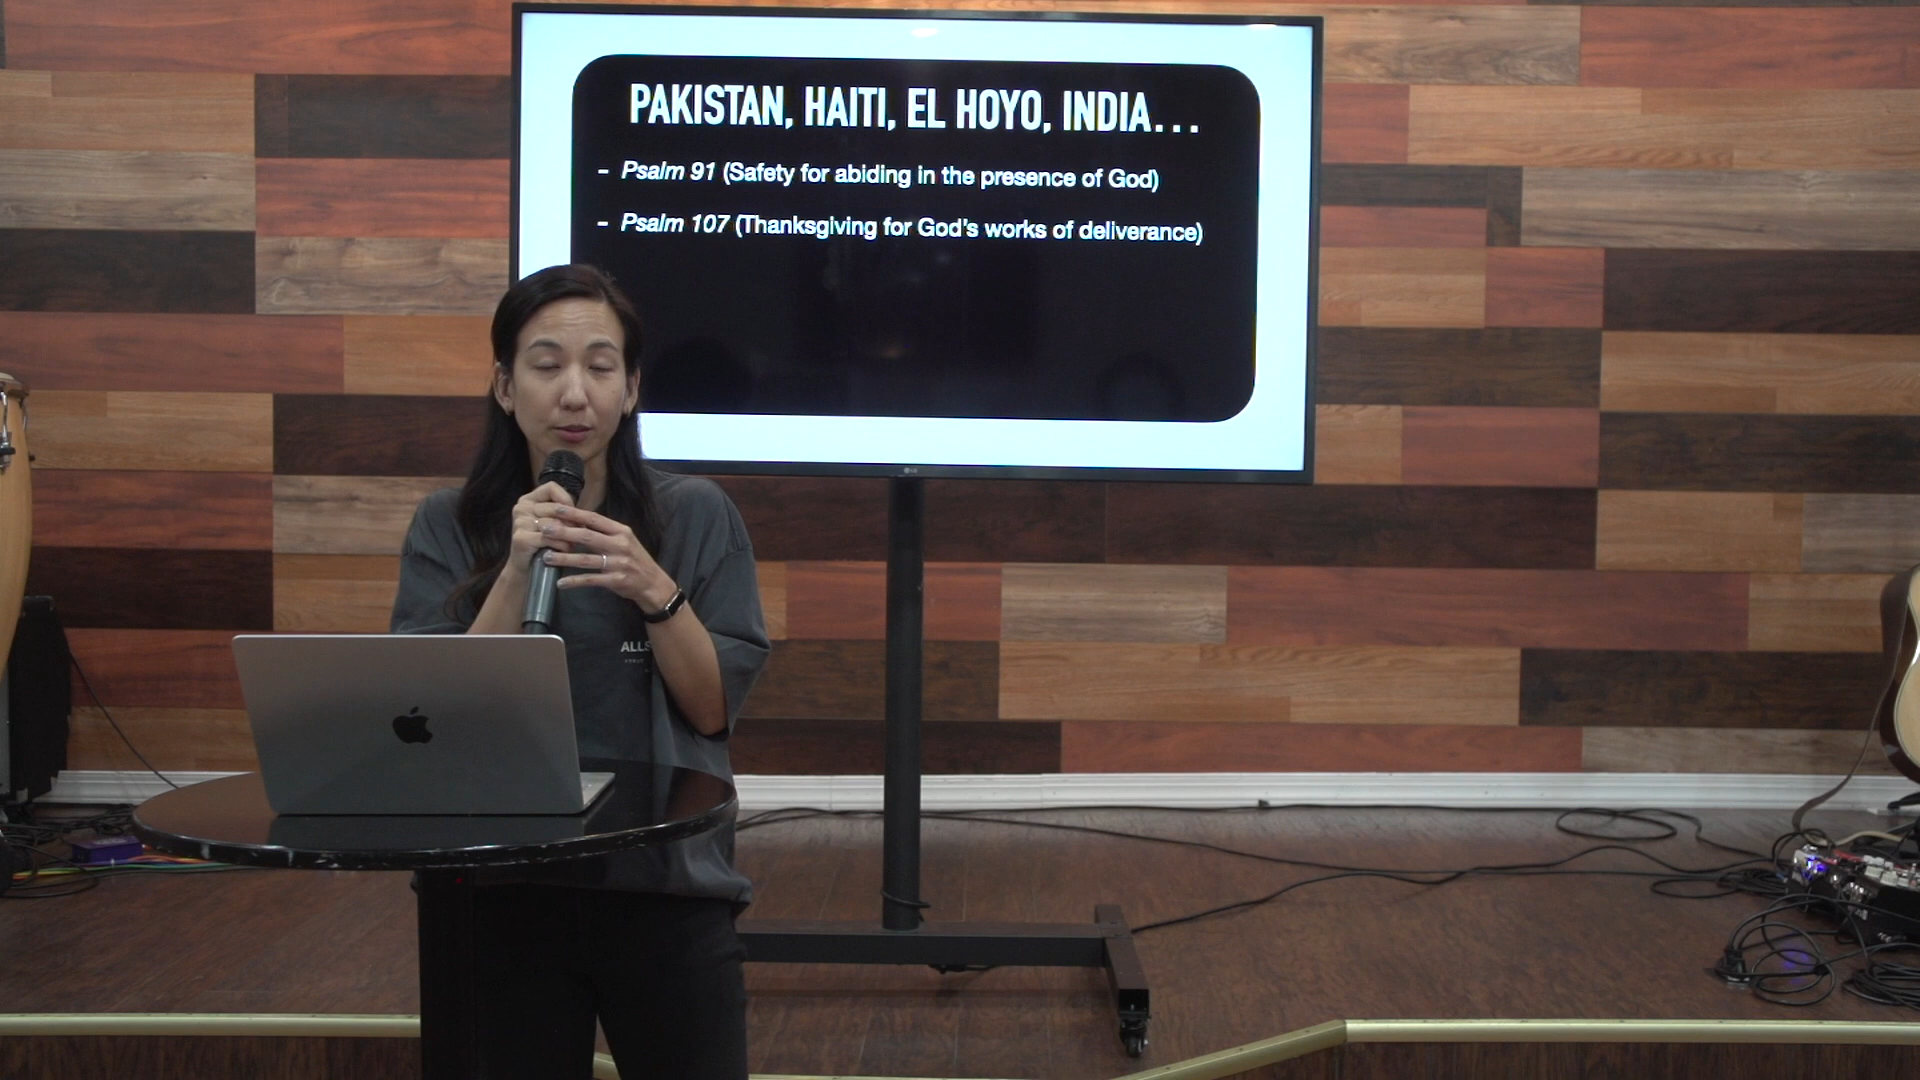 PAKISTAN, HAITI, EL HOYO, INDIA...
- Psalm 91 (Safety for abiding in the presence of God)
- Psalm 107 (Thanksgiving for God's works of deliverance)
LG